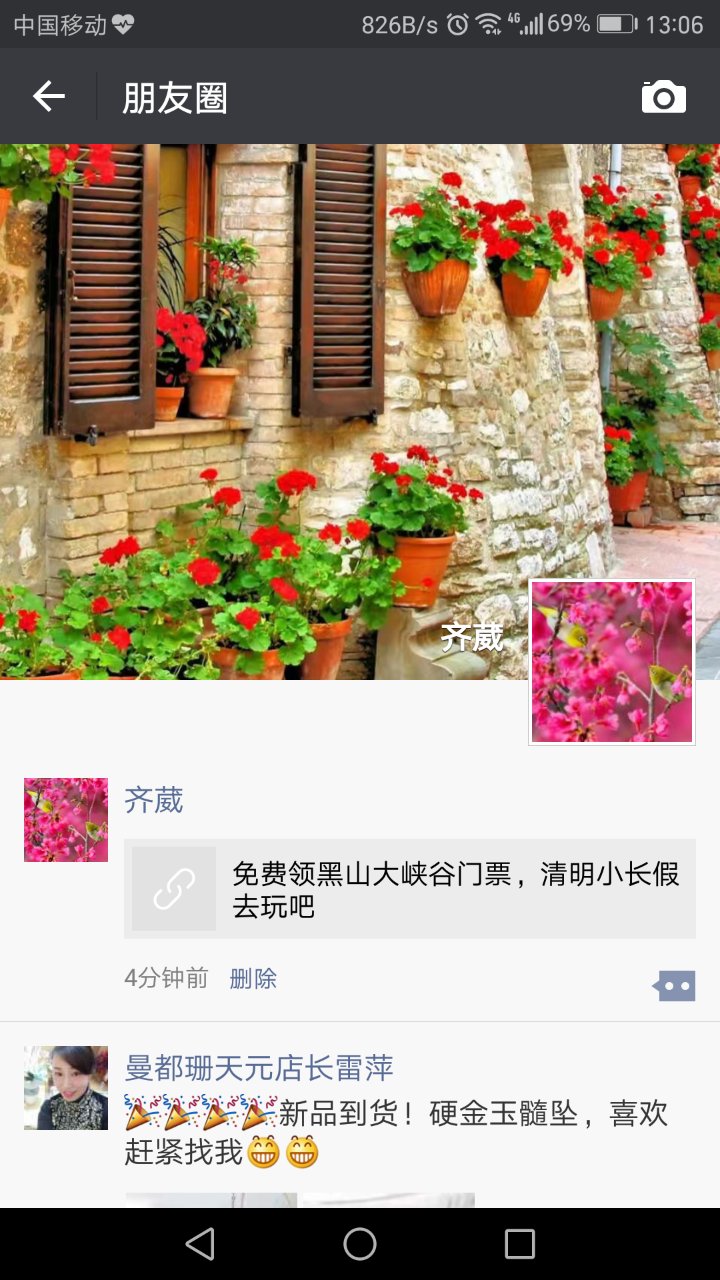 中国移动
826B/s 4G 69% 13:06
朋友圈
齐葳
齐葳
免费领黑山大峡谷门票，清明小长假
去玩吧
4分钟前 删除
曼都珊天元店长雷萍
🎉🎉🎉🎉新品到货！硬金玉髓坠，喜欢
赶紧找我😁😁